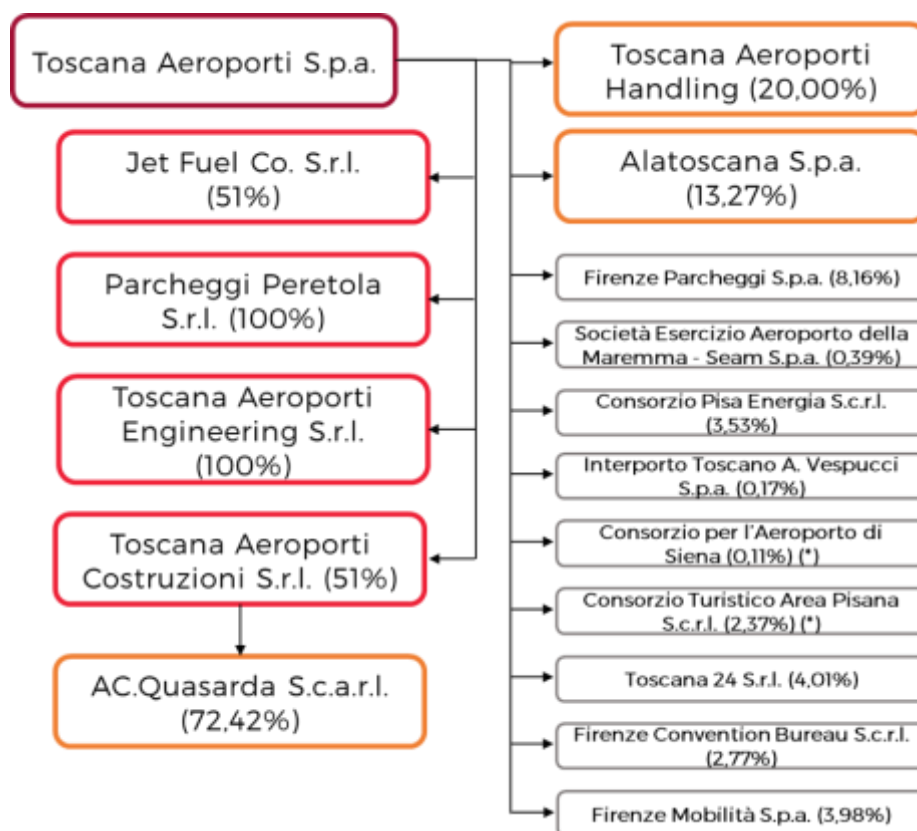 Toscana Aeroporti S.p.a.
Jet Fuel Co. S.r.l.
(51%)
Parcheggi Peretola
S.r.l. (100%)
Toscana Aeroporti
Engineering S.r.l.
(100%)
Toscana Aeroporti
Costruzioni S.r.l. (51%)
AC.Quasarda S.c.a.r.l.
(72,42%)
Toscana Aeroporti
Handling (20,00%)
Alatoscana S.p.a.
(13,27%)
Firenze Parcheggi S.p.a. (8,16%)
Società Esercizio Aeroporto della
Maremma - Seam S.p.a. (0,39%)
Consorzio Pisa Energia S.c.r.l.
(3,53%)
Interporto Toscano A. Vespucci
S.p.a. (0,17%)
Consorzio per l'Aeroporto di
Siena (0,11%) (*)
Consorzio Turistico Area Pisana
S.c.r.l. (2,37%) (*)
Toscana 24 S.r.l. (4,01%)
Firenze Convention Bureau S.c.r.l.
(2,77%)
Firenze Mobilità S.p.a. (3,98%)